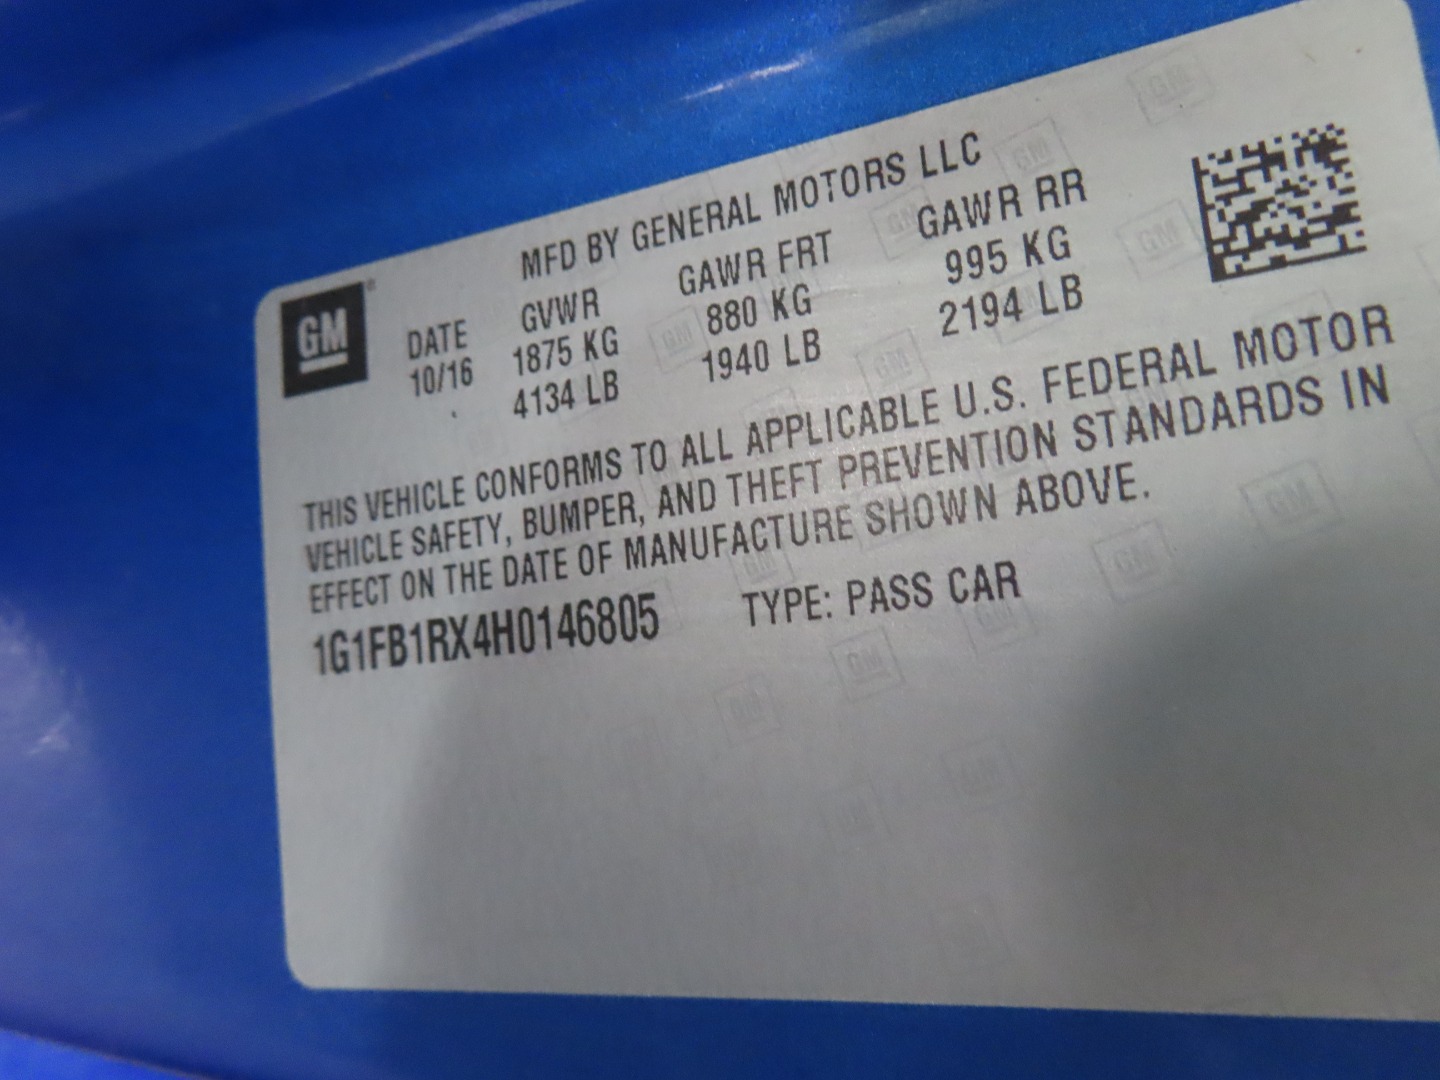 MFD BY GENERAL MOTORS LLC
GM®
DATE GVWR GAWR FRT GAWR RR
10/16 1875 KG 880 KG 995 KG
4134 LB 1940 LB 2194 LB
THIS VEHICLE CONFORMS TO ALL APPLICABLE U.S. FEDERAL MOTOR
VEHICLE SAFETY, BUMPER, AND THEFT PREVENTION STANDARDS IN
EFFECT ON THE DATE OF MANUFACTURE SHOWN ABOVE.
1G1FB1RX4H0146805 TYPE: PASS CAR